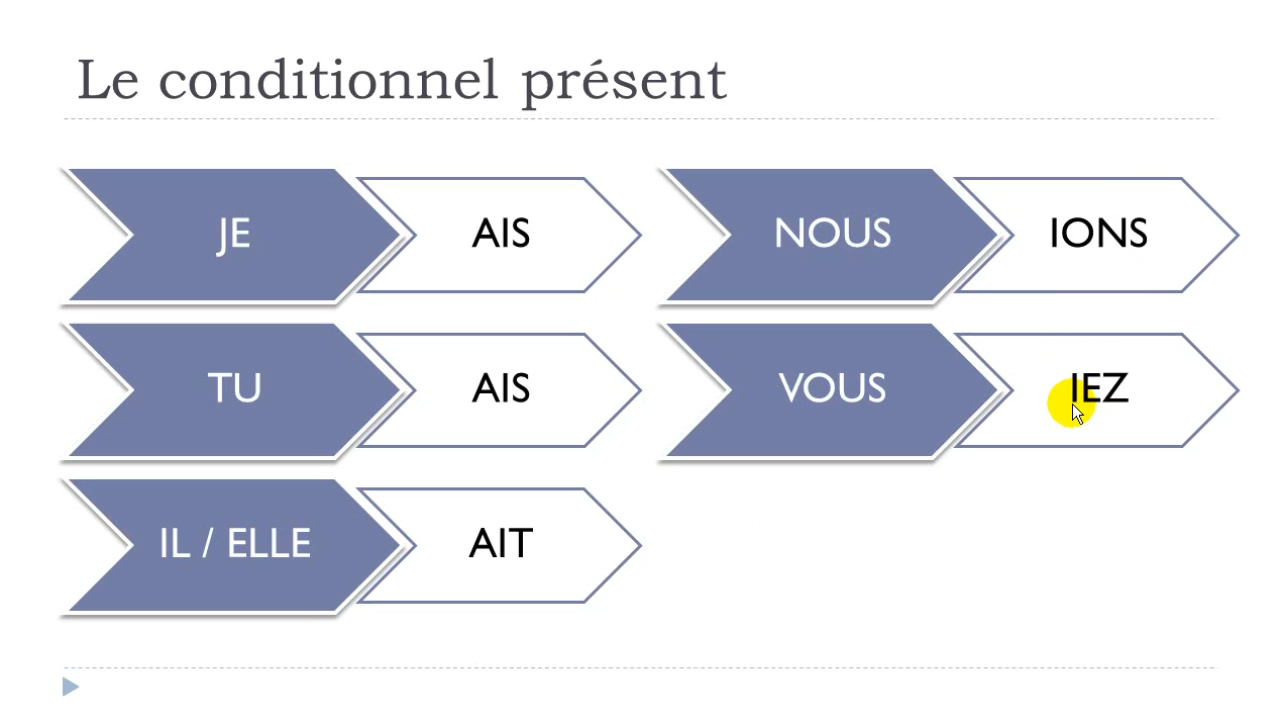 Le conditionnel présent
JE AIS
TU AIS
IL / ELLE AIT
NOUS IONS
VOUS IEZ